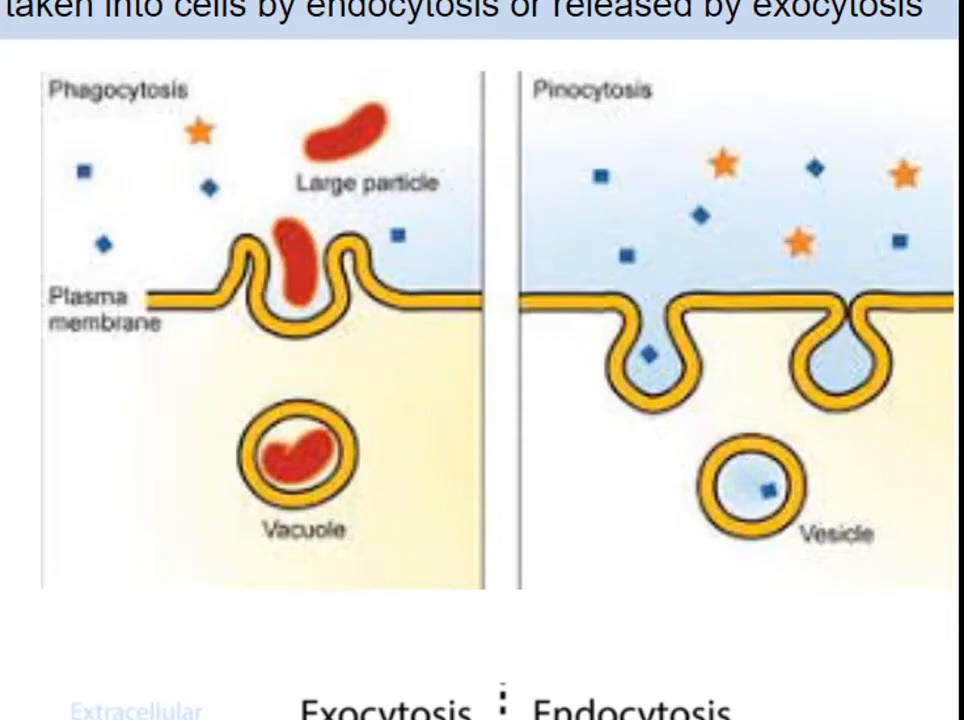 taken into cells by endocytosis or released by exocytosis
Phagocytosis
Large particle
Plasma
membrane
Vacuole
Pinocytosis
Vesicle
Extracellular
Exocytosis
Endocytosis